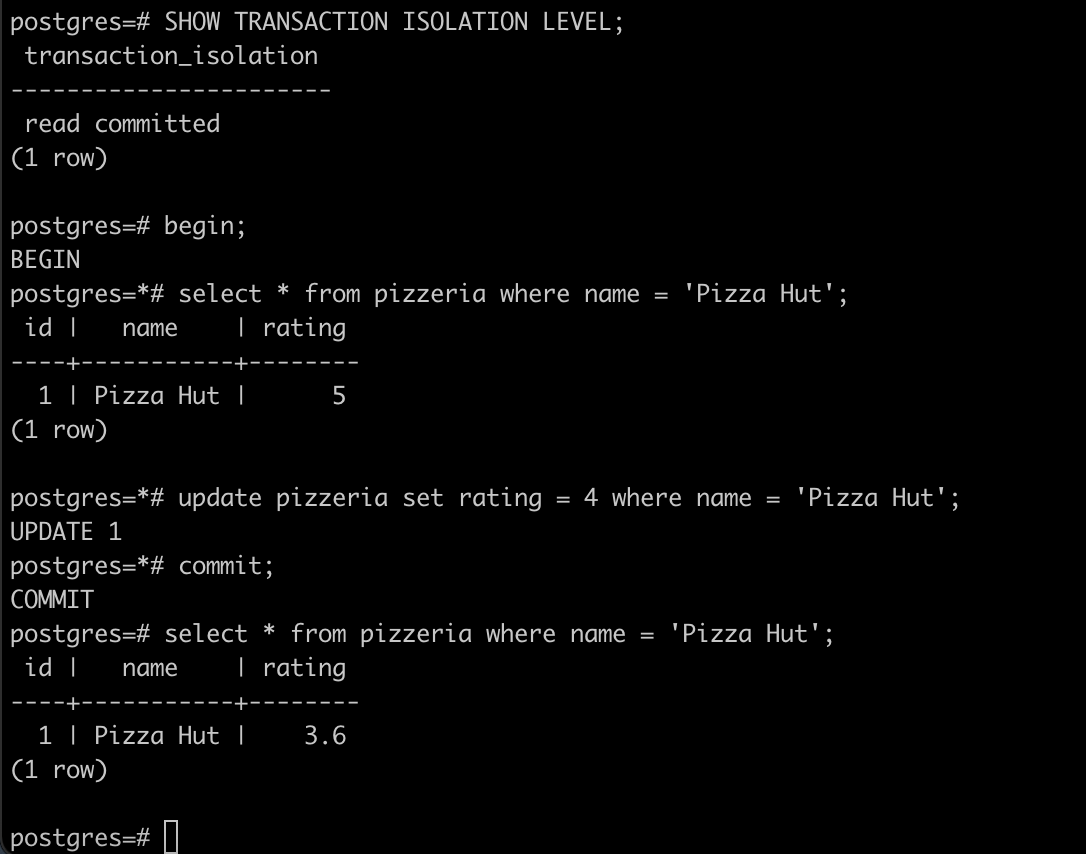 postgres=# SHOW TRANSACTION ISOLATION LEVEL;
 transaction_isolation
-----------------------
 read committed
(1 row)

postgres=# begin;
BEGIN
postgres=*# select * from pizzeria where name = 'Pizza Hut';
 id |   name    | rating
----+-----------+--------
  1 | Pizza Hut |      5
(1 row)

postgres=*# update pizzeria set rating = 4 where name = 'Pizza Hut';
UPDATE 1
postgres=*# commit;
COMMIT
postgres=# select * from pizzeria where name = 'Pizza Hut';
 id |   name    | rating
----+-----------+--------
  1 | Pizza Hut |    3.6
(1 row)

postgres=#